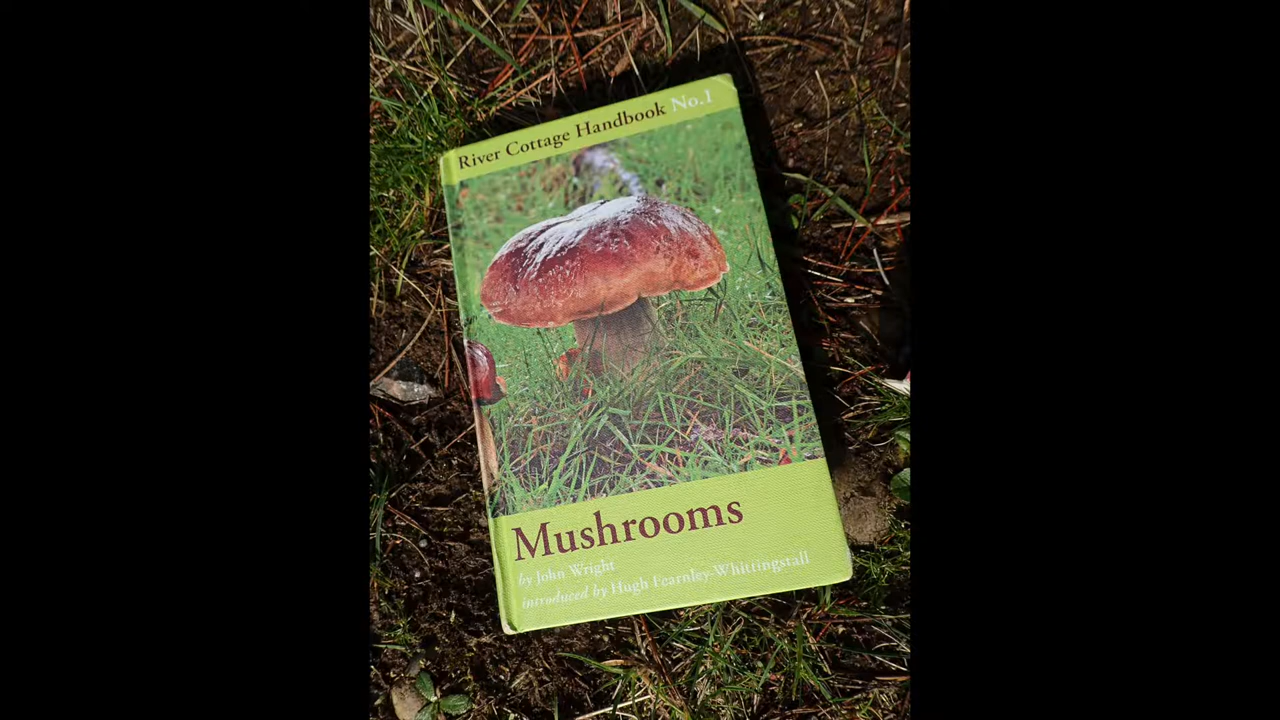 River Cottage Handbook No.1
Mushrooms
by John Wright
introduced by Hugh Fearnley-Whittingstall